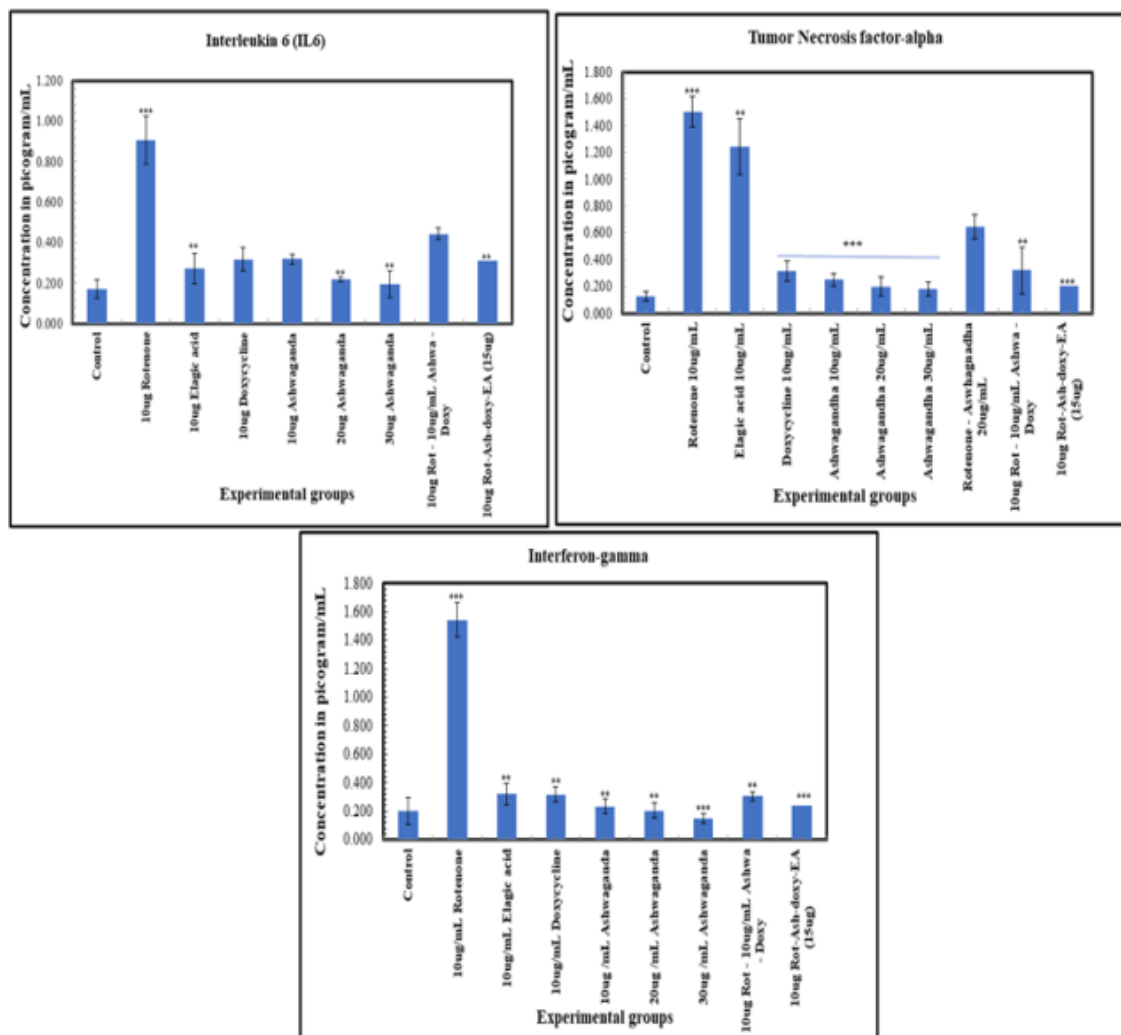 Interleukin 6 (IL6)
Concentration in picogram/mL
1.200
1.000
0.800
0.600
0.400
0.200
0.000
***
**
**
**
**
Control
10ug Rotenone
10ug Elagic acid
10ug Doxycycline
10ug Ashwaganda
20ug Ashwaganda
30ug Ashwaganda
10ug Rot - 10ug/mL Ashwa -
Doxy
10ug Rot-Ash-doxy-EA (15ug)
Experimental groups
Tumor Necrosis factor-alpha
Concentration in picogram/mL
1.800
1.600
1.400
1.200
1.000
0.800
0.600
0.400
0.200
0.000
***
**
***
**
***
Control
Rotenone 10ug/mL
Elagic acid 10ug/mL
Doxycycline 10ug/mL
Ashwagandha 10ug/mL
Ashwagandha 20ug/mL
Ashwagandha 30ug/mL
Rotenone - Aswhagnadha
20ug/mL
10ug Rot - 10ug/mL Ashwa -
Doxy
10ug Rot-Ash-doxy-EA
(15ug)
Experimental groups
Interferon-gamma
Concentration in picogram/mL
1.800
1.600
1.400
1.200
1.000
0.800
0.600
0.400
0.200
0.000
***
**
**
**
**
***
**
***
Control
10ug/mL Rotenone
10ug/mL Elagic acid
10ug/mL Doxycycline
10ug /mL Ashwaganda
20ug /mL Ashwaganda
30ug /mL Ashwaganda
10ug Rot - 10ug/mL Ashwa
- Doxy
10ug Rot-Ash-doxy-EA
(15ug)
Experimental groups